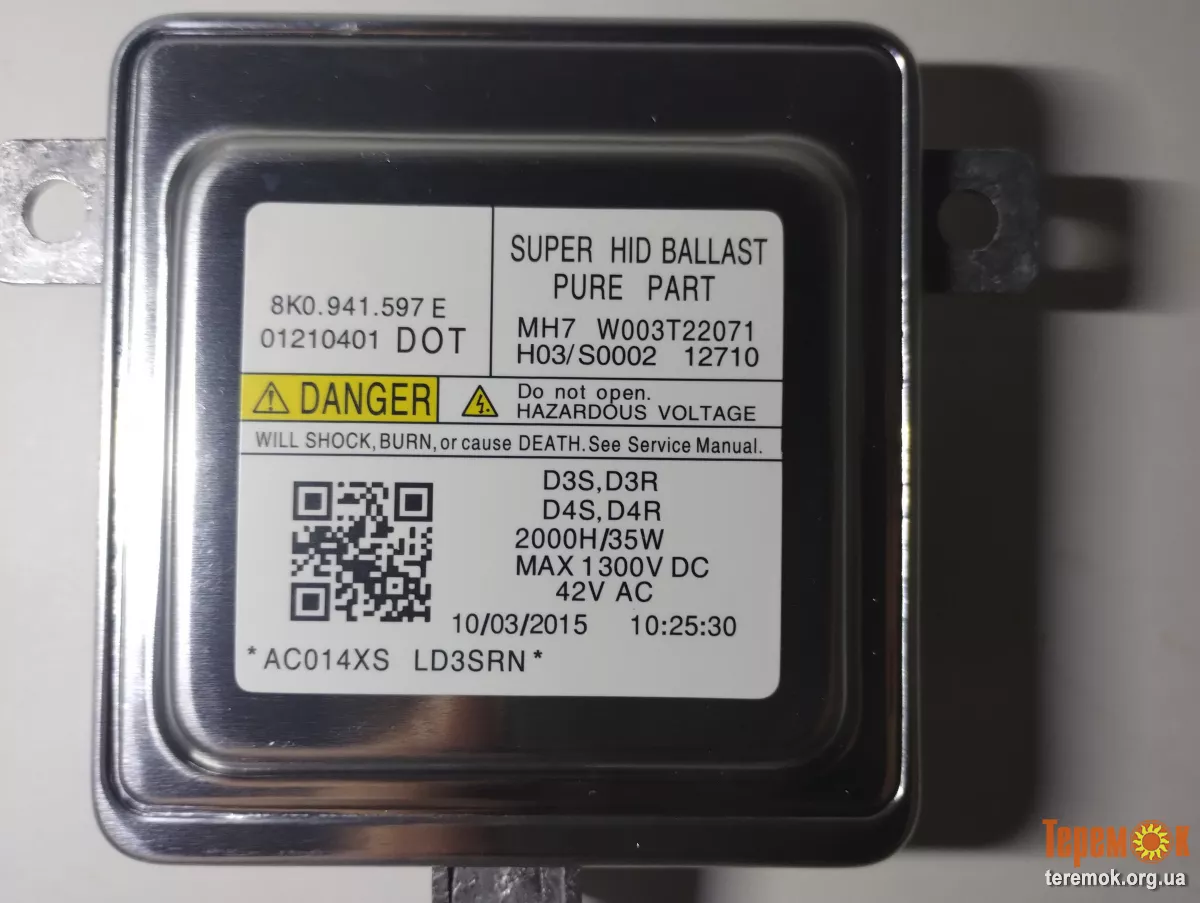 8K0.941.597 E
01210401 DOT
SUPER HID BALLAST
PURE PART
MH7 W003T22071
H03/S0002 12710
DANGER
Do not open.
HAZARDOUS VOLTAGE
WILL SHOCK, BURN, or cause DEATH. See Service Manual.
D3S, D3R
D4S, D4R
2000H/35W
MAX 1300V DC
42V AC
10/03/2015 10:25:30
*AC014XS LD3SRN*
Теремок
teremok.org.ua